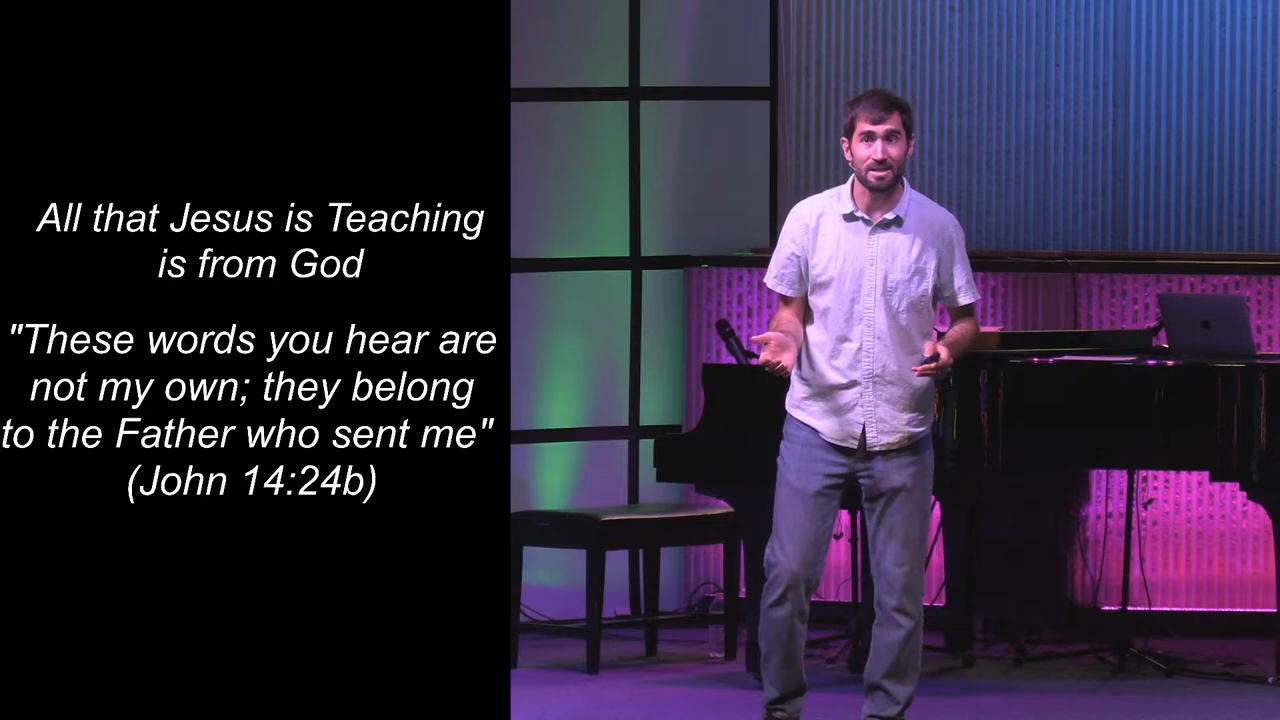 All that Jesus is Teaching
is from God
"These words you hear are
not my own; they belong
to the Father who sent me"
(John 14:24b)